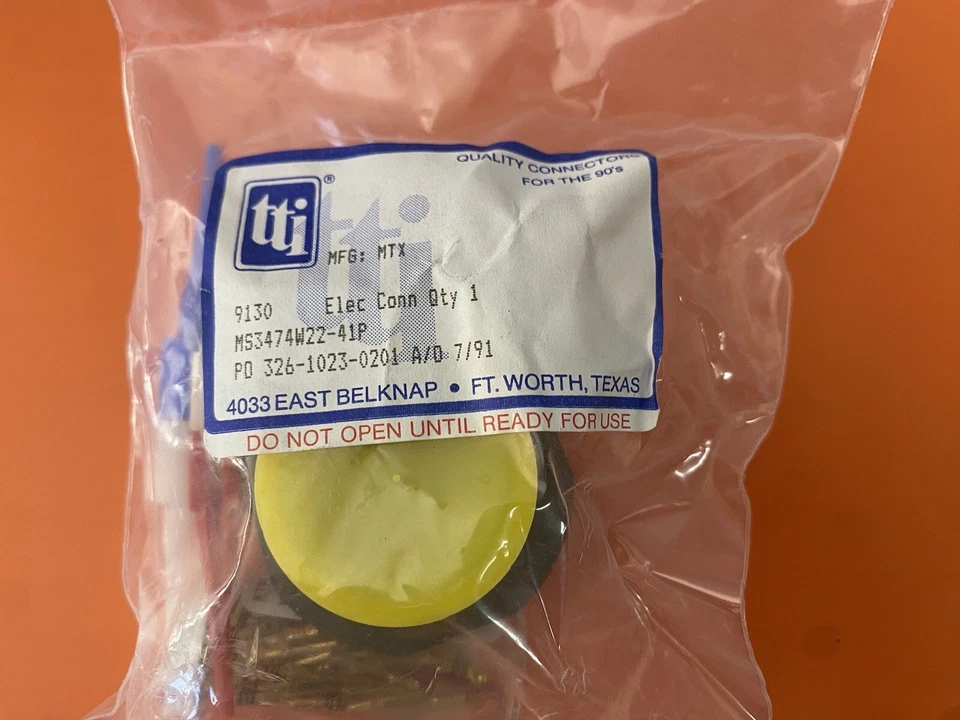 QUALITY CONNECTORS
FOR THE 90's
tti®
tti
MFG: MTX
9130 Elec Conn Qty 1
MS3474W22-41P
PO 326-1023-0201 A/O 7/91
4033 EAST BELKNAP • FT. WORTH, TEXAS
DO NOT OPEN UNTIL READY FOR USE